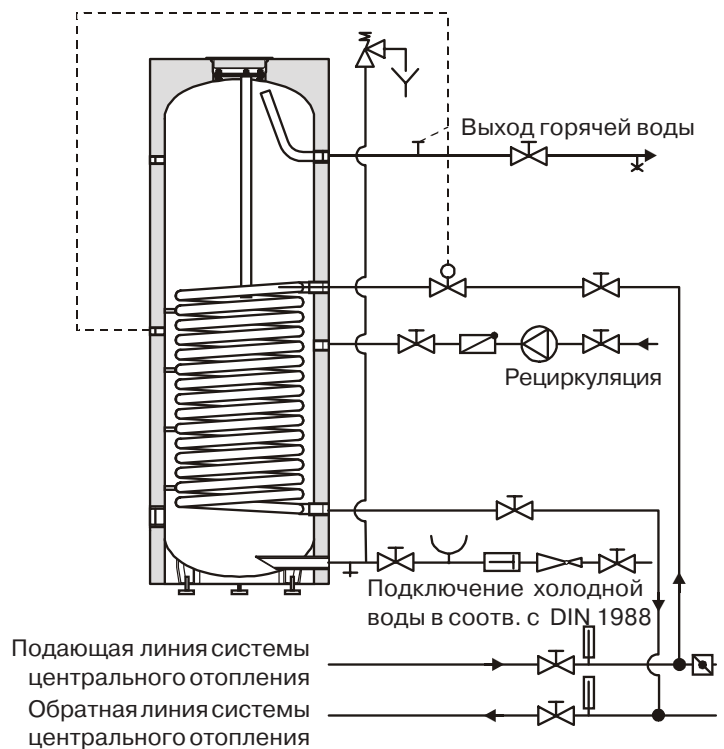 Выход горячей воды
Рециркуляция
Подключение холодной
воды в соотв. с DIN 1988
Подающая линия системы
центрального отопления
Обратная линия системы
центрального отопления